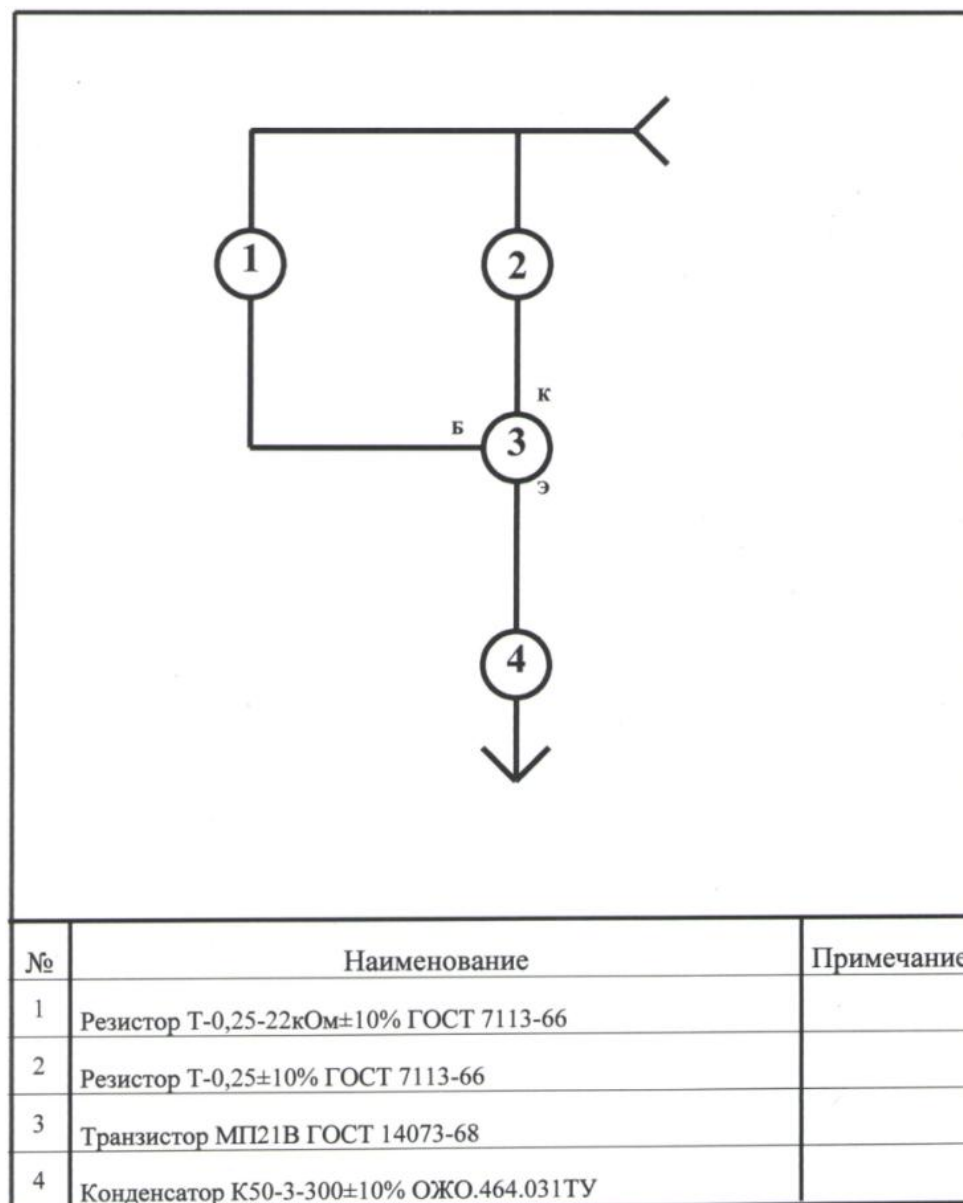 1
2
К
Б
3
Э
4
№ Наименование Примечание
1 Резистор Т-0,25-22кОм±10% ГОСТ 7113-66
2 Резистор Т-0,25±10% ГОСТ 7113-66
3 Транзистор МП21В ГОСТ 14073-68
4 Конденсатор К50-3-300±10% ОЖО.464.031ТУ